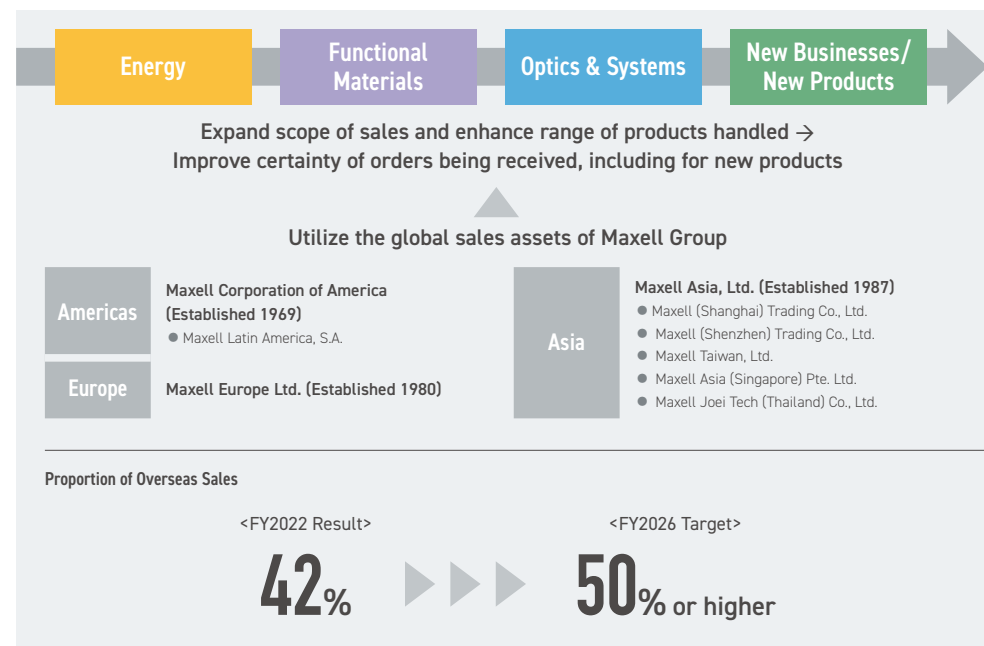 Energy
Functional
Materials
Optics & Systems
New Businesses/
New Products
Expand scope of sales and enhance range of products handled →
Improve certainty of orders being received, including for new products
Utilize the global sales assets of Maxell Group
Americas
Maxell Corporation of America
(Established 1969)
● Maxell Latin America, S.A.
Europe
Maxell Europe Ltd. (Established 1980)
Asia
Maxell Asia, Ltd. (Established 1987)
● Maxell (Shanghai) Trading Co., Ltd.
● Maxell (Shenzhen) Trading Co., Ltd.
● Maxell Taiwan, Ltd.
● Maxell Asia (Singapore) Pte. Ltd.
● Maxell Joei Tech (Thailand) Co., Ltd.
Proportion of Overseas Sales
<FY2022 Result>
42%
<FY2026 Target>
50% or higher